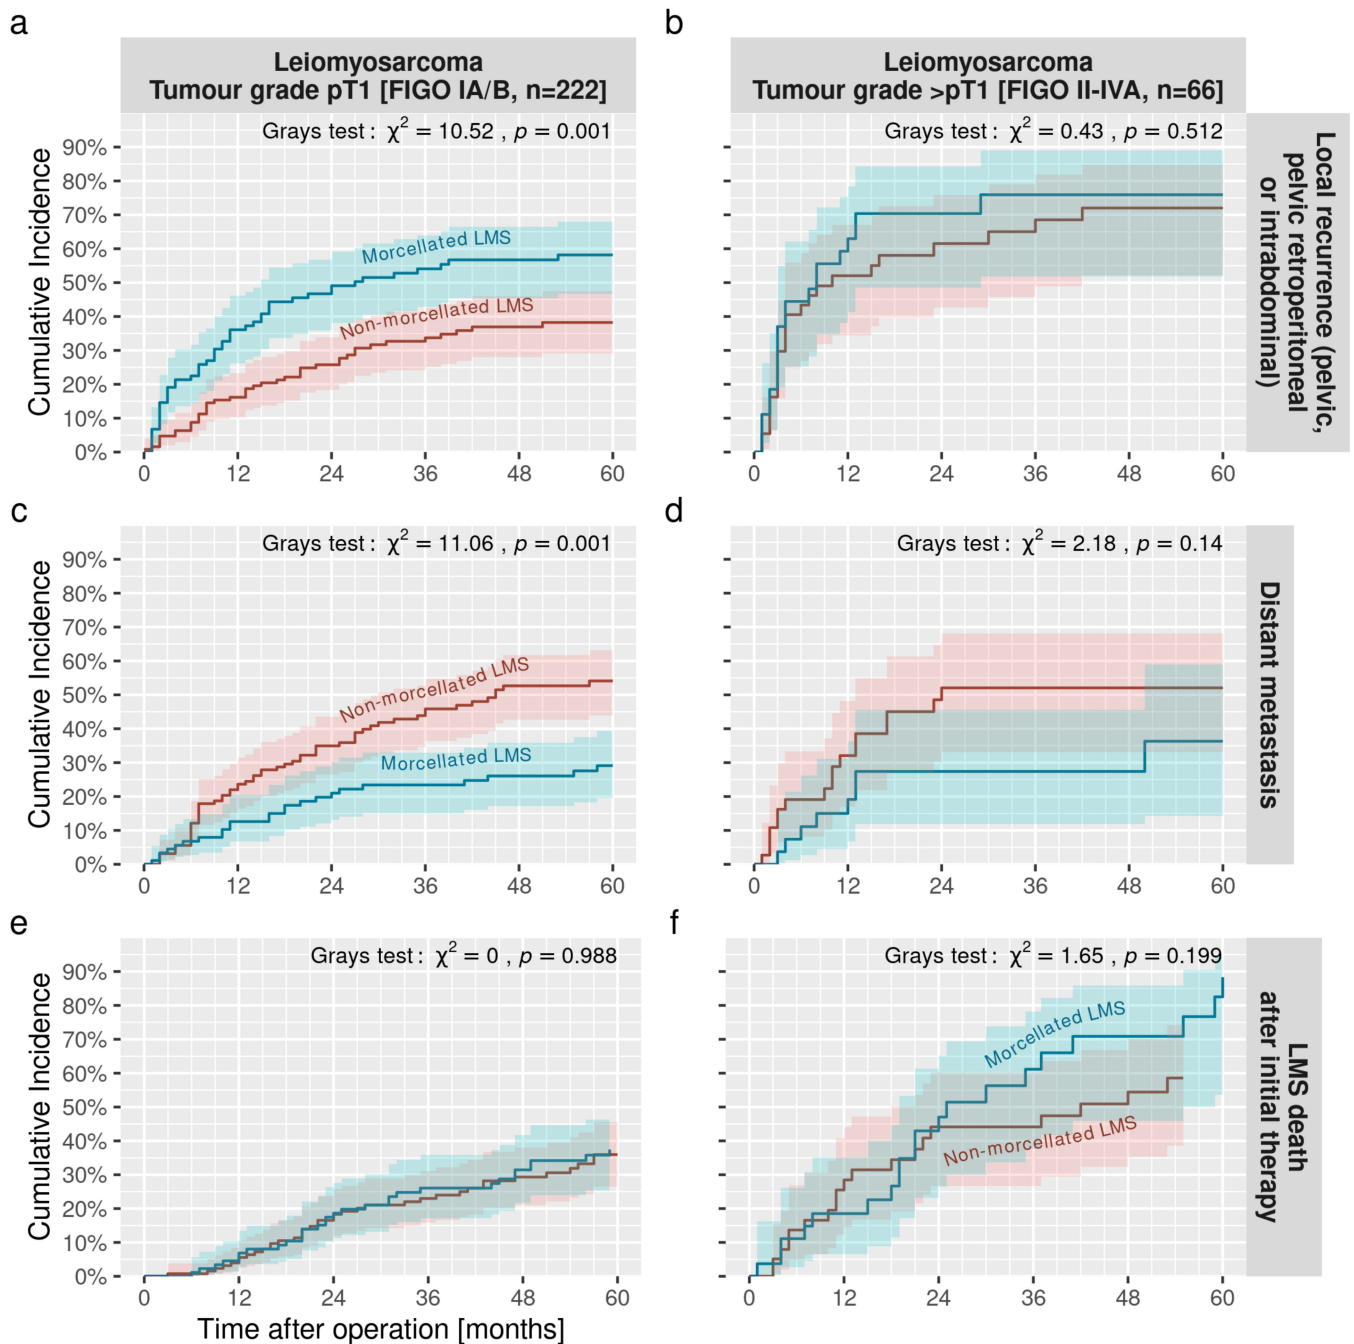 a
Leiomyosarcoma
Tumour grade pT1 [FIGO IA/B, n=222]
Grays test : χ² = 10.52 , p = 0.001
Cumulative Incidence
90%
80%
70%
60%
50%
40%
30%
20%
10%
0%
Morcellated LMS
Non-morcellated LMS
0 12 24 36 48 60
b
Leiomyosarcoma
Tumour grade >pT1 [FIGO II-IVA, n=66]
Grays test : χ² = 0.43 , p = 0.512
0 12 24 36 48 60
Local recurrence (pelvic,
pelvic retroperitoneal
or intrabdominal)
c
Grays test : χ² = 11.06 , p = 0.001
Cumulative Incidence
90%
80%
70%
60%
50%
40%
30%
20%
10%
0%
Non-morcellated LMS
Morcellated LMS
0 12 24 36 48 60
d
Grays test : χ² = 2.18 , p = 0.14
0 12 24 36 48 60
Distant metastasis
e
Grays test : χ² = 0 , p = 0.988
Cumulative Incidence
90%
80%
70%
60%
50%
40%
30%
20%
10%
0%
0 12 24 36 48 60
Time after operation [months]
f
Grays test : χ² = 1.65 , p = 0.199
Morcellated LMS
Non-morcellated LMS
0 12 24 36 48 60
LMS death
after initial therapy